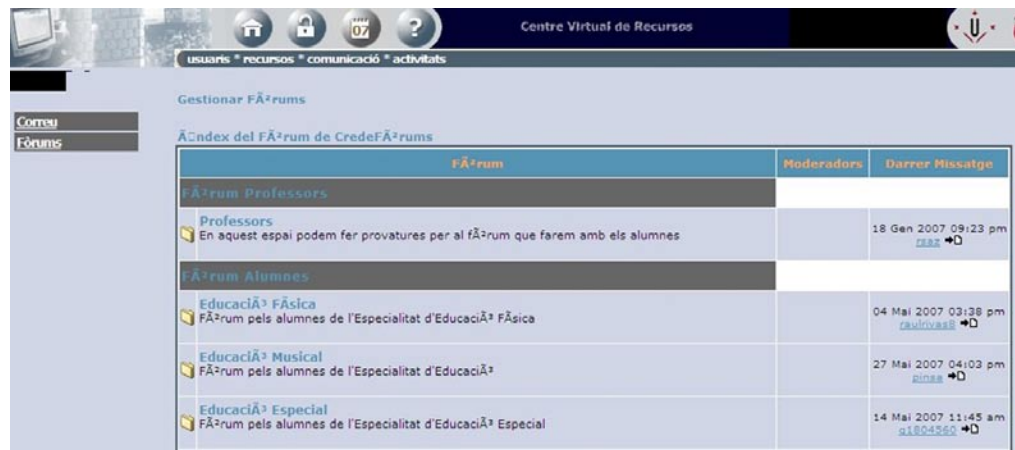 07
Centre Virtual de Recursos
usuaris * recursos * comunicació * activitats
Correu
Fòrums
Gestionar FÃ²rums
Ã□ndex del FÃ²rum de CredeFÃ²rums
FÃ²rum Moderadors Darrer Missatge
FÃ²rum Professors
Professors
En aquest espai podem fer provatures per al fÃ²rum que farem amb els alumnes
18 Gen 2007 09:23 pm
rsaz
FÃ²rum Alumnes
EducaciÃ³ FÃsica
FÃ²rum pels alumnes de l'Especialitat d'EducaciÃ³ FÃsica
04 Mai 2007 03:38 pm
raulrivas8
EducaciÃ³ Musical
FÃ²rum pels alumnes de l'Especialitat d'EducaciÃ³
27 Mai 2007 04:03 pm
pinsa
EducaciÃ³ Especial
FÃ²rum pels alumnes de l'Especialitat d'EducaciÃ³ Especial
14 Mai 2007 11:45 am
q1804560